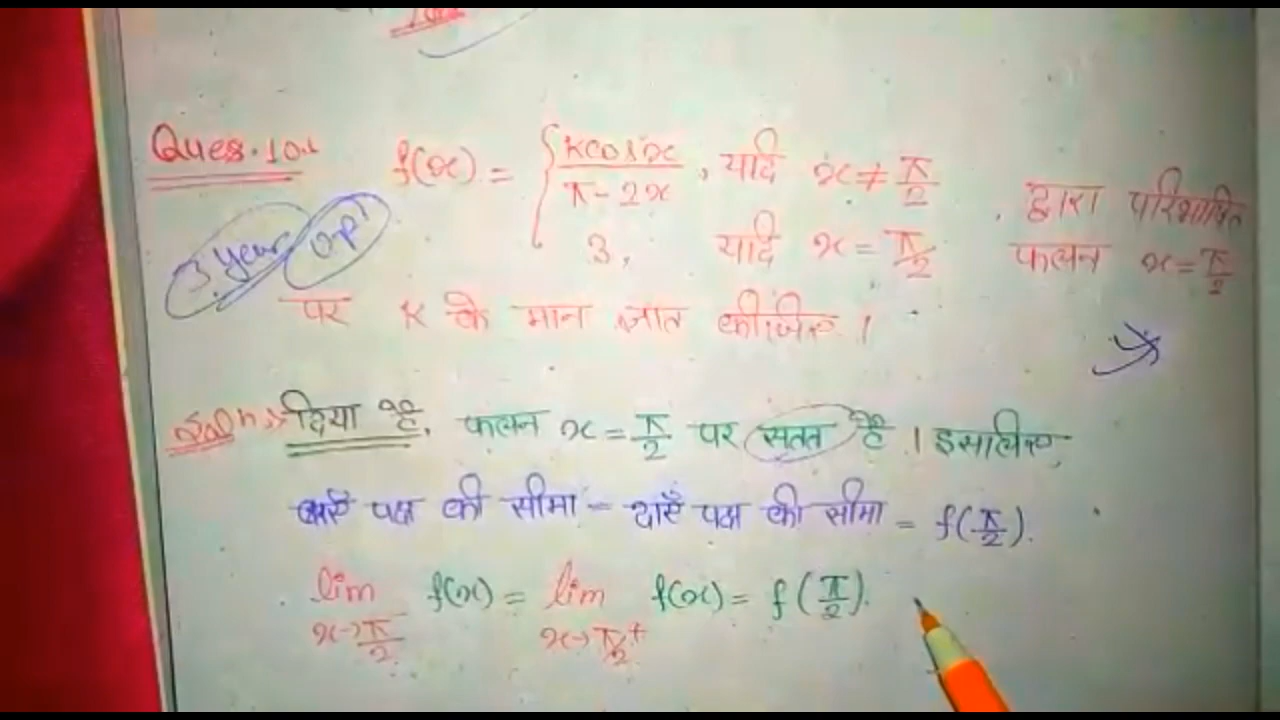 Ques.10.
f(x) = { kcosx / π-2x , यदि x ≠ π/2
3, यदि x = π/2
द्वारा परिभाषित
फलन x = π/2
3 year
पर K के मान ज्ञात कीजिए ।
Soln दिया है, फलन x = π/2 पर सतत है । इसलिए
बाएँ पक्ष की सीमा = दाएँ पक्ष की सीमा = f(π/2).
lim x→π/2⁻ f(x) = lim x→π/2⁺ f(x) = f(π/2).